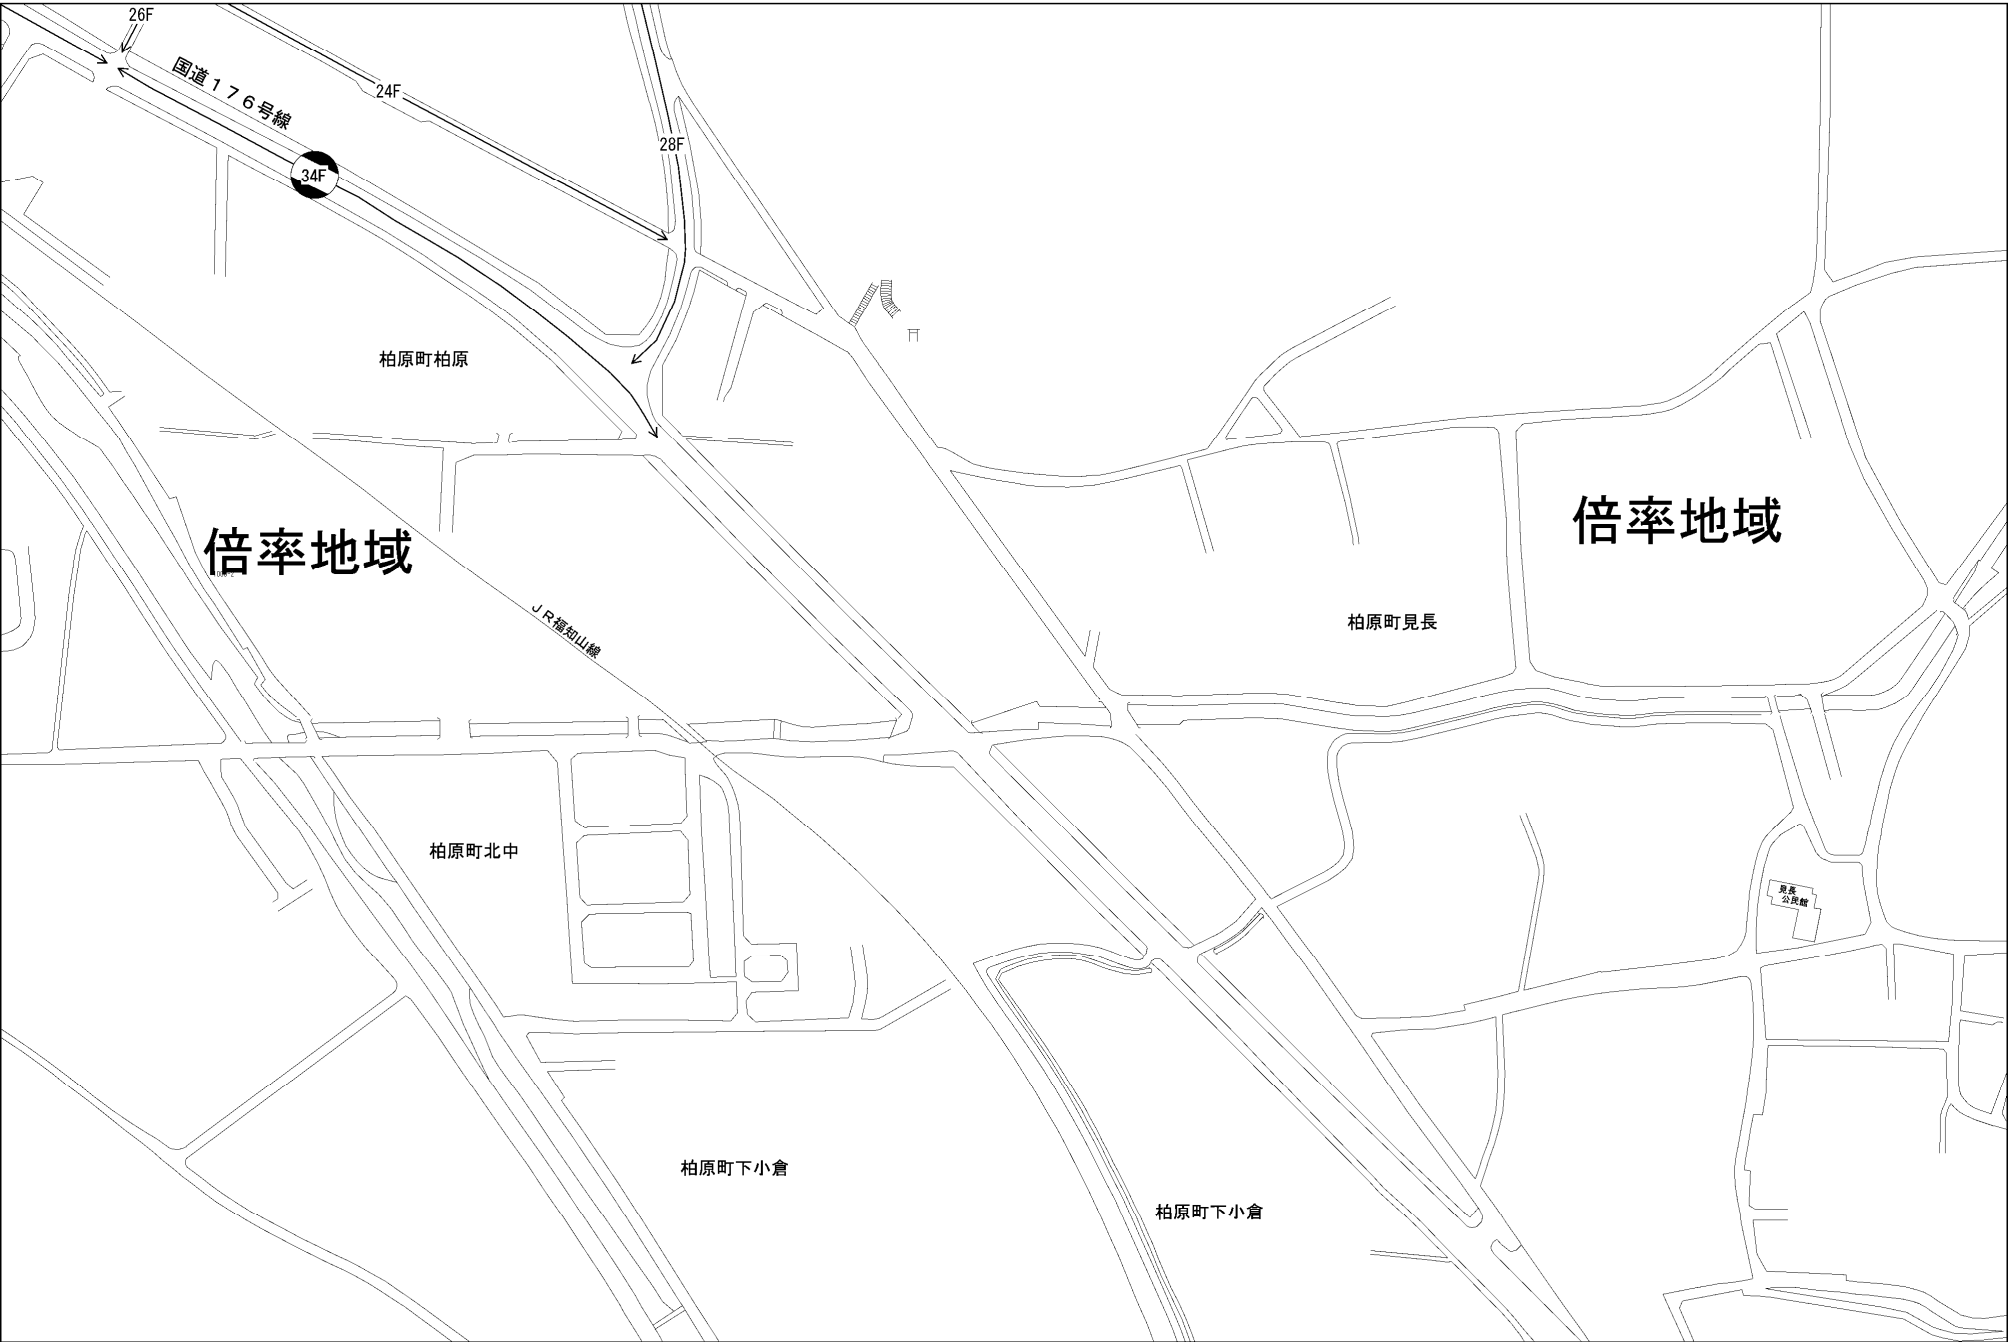 26F
国道１７６号線
24F
28F
34F
柏原町柏原
倍率地域
倍率地域
ＪＲ福知山線
柏原町見長
柏原町北中
見長
公民館
柏原町下小倉
柏原町下小倉